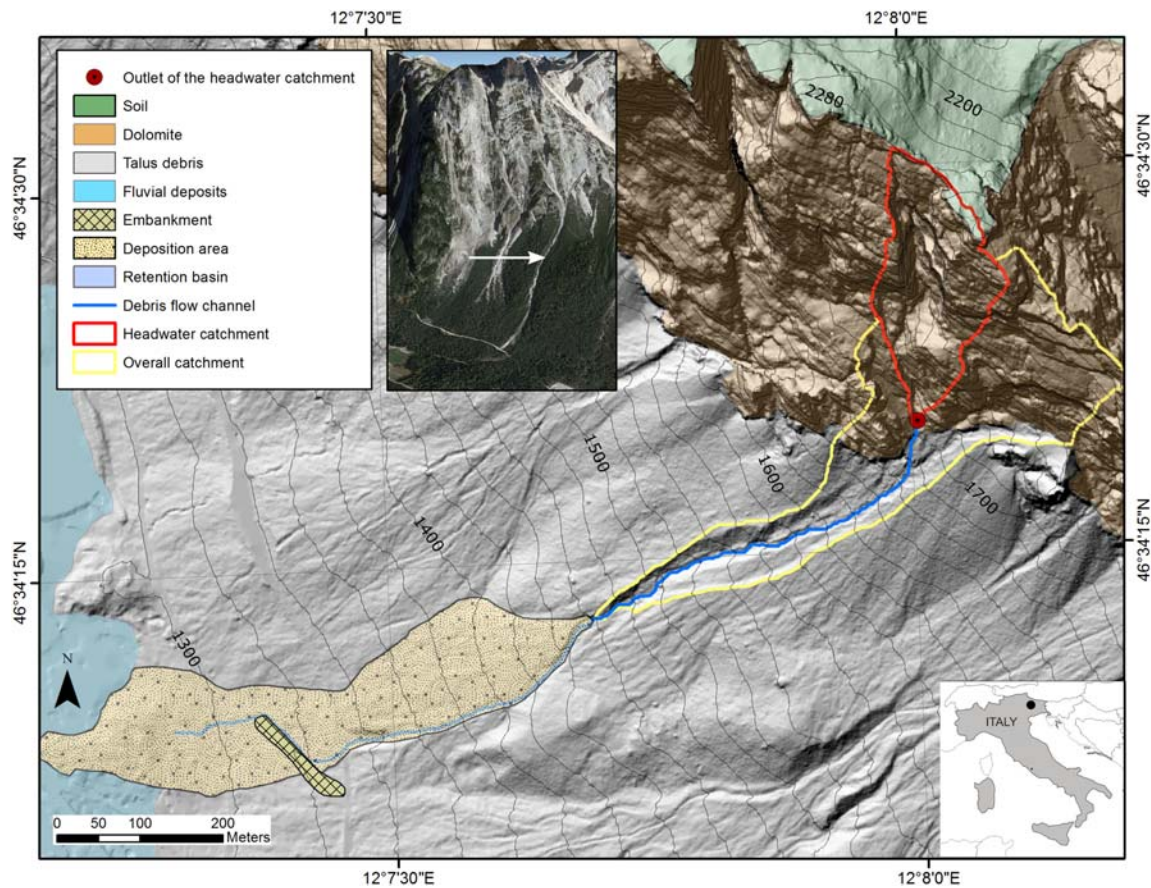 12°7'30"E
12°8'0"E
46°34'30"N
46°34'15"N
46°34'30"N
46°34'15"N
12°7'30"E
12°8'0"E
Outlet of the headwater catchment
Soil
Dolomite
Talus debris
Fluvial deposits
Embankment
Deposition area
Retention basin
Debris flow channel
Headwater catchment
Overall catchment
2280
2200
1500
1600
1700
1400
1300
N
0 50 100 200
Meters
ITALY